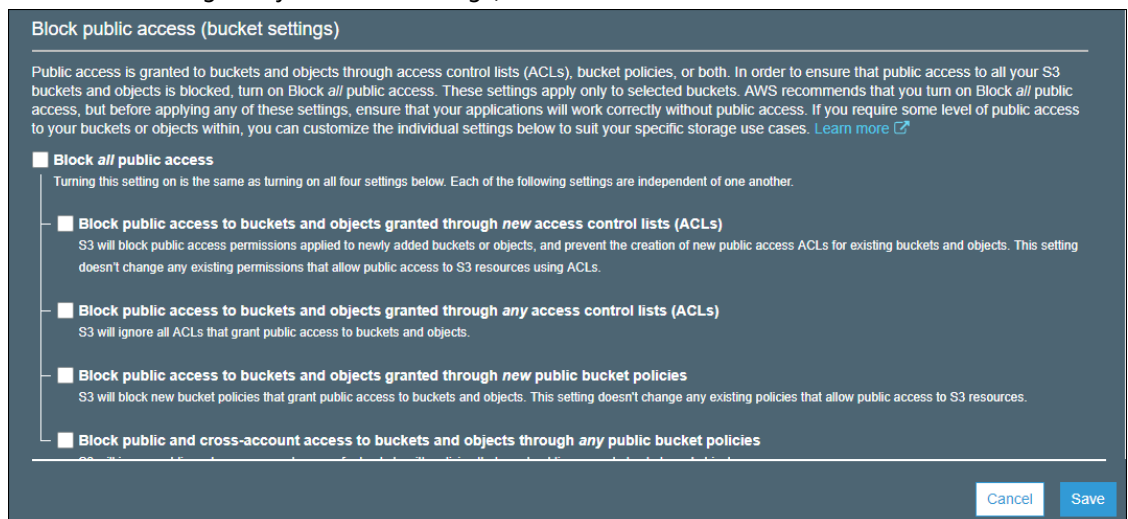 Block public access (bucket settings)
Public access is granted to buckets and objects through access control lists (ACLs), bucket policies, or both. In order to ensure that public access to all your S3
buckets and objects is blocked, turn on Block all public access. These settings apply only to selected buckets. AWS recommends that you turn on Block all public
access, but before applying any of these settings, ensure that your applications will work correctly without public access. If you require some level of public access
to your buckets or objects within, you can customize the individual settings below to suit your specific storage use cases. Learn more
Block all public access
Turning this setting on is the same as turning on all four settings below. Each of the following settings are independent of one another.
Block public access to buckets and objects granted through new access control lists (ACLs)
S3 will block public access permissions applied to newly added buckets or objects, and prevent the creation of new public access ACLs for existing buckets and objects. This setting
doesn't change any existing permissions that allow public access to S3 resources using ACLs.
Block public access to buckets and objects granted through any access control lists (ACLs)
S3 will ignore all ACLs that grant public access to buckets and objects.
Block public access to buckets and objects granted through new public bucket policies
S3 will block new bucket policies that grant public access to buckets and objects. This setting doesn't change any existing policies that allow public access to S3 resources.
Block public and cross-account access to buckets and objects through any public bucket policies
Cancel
Save